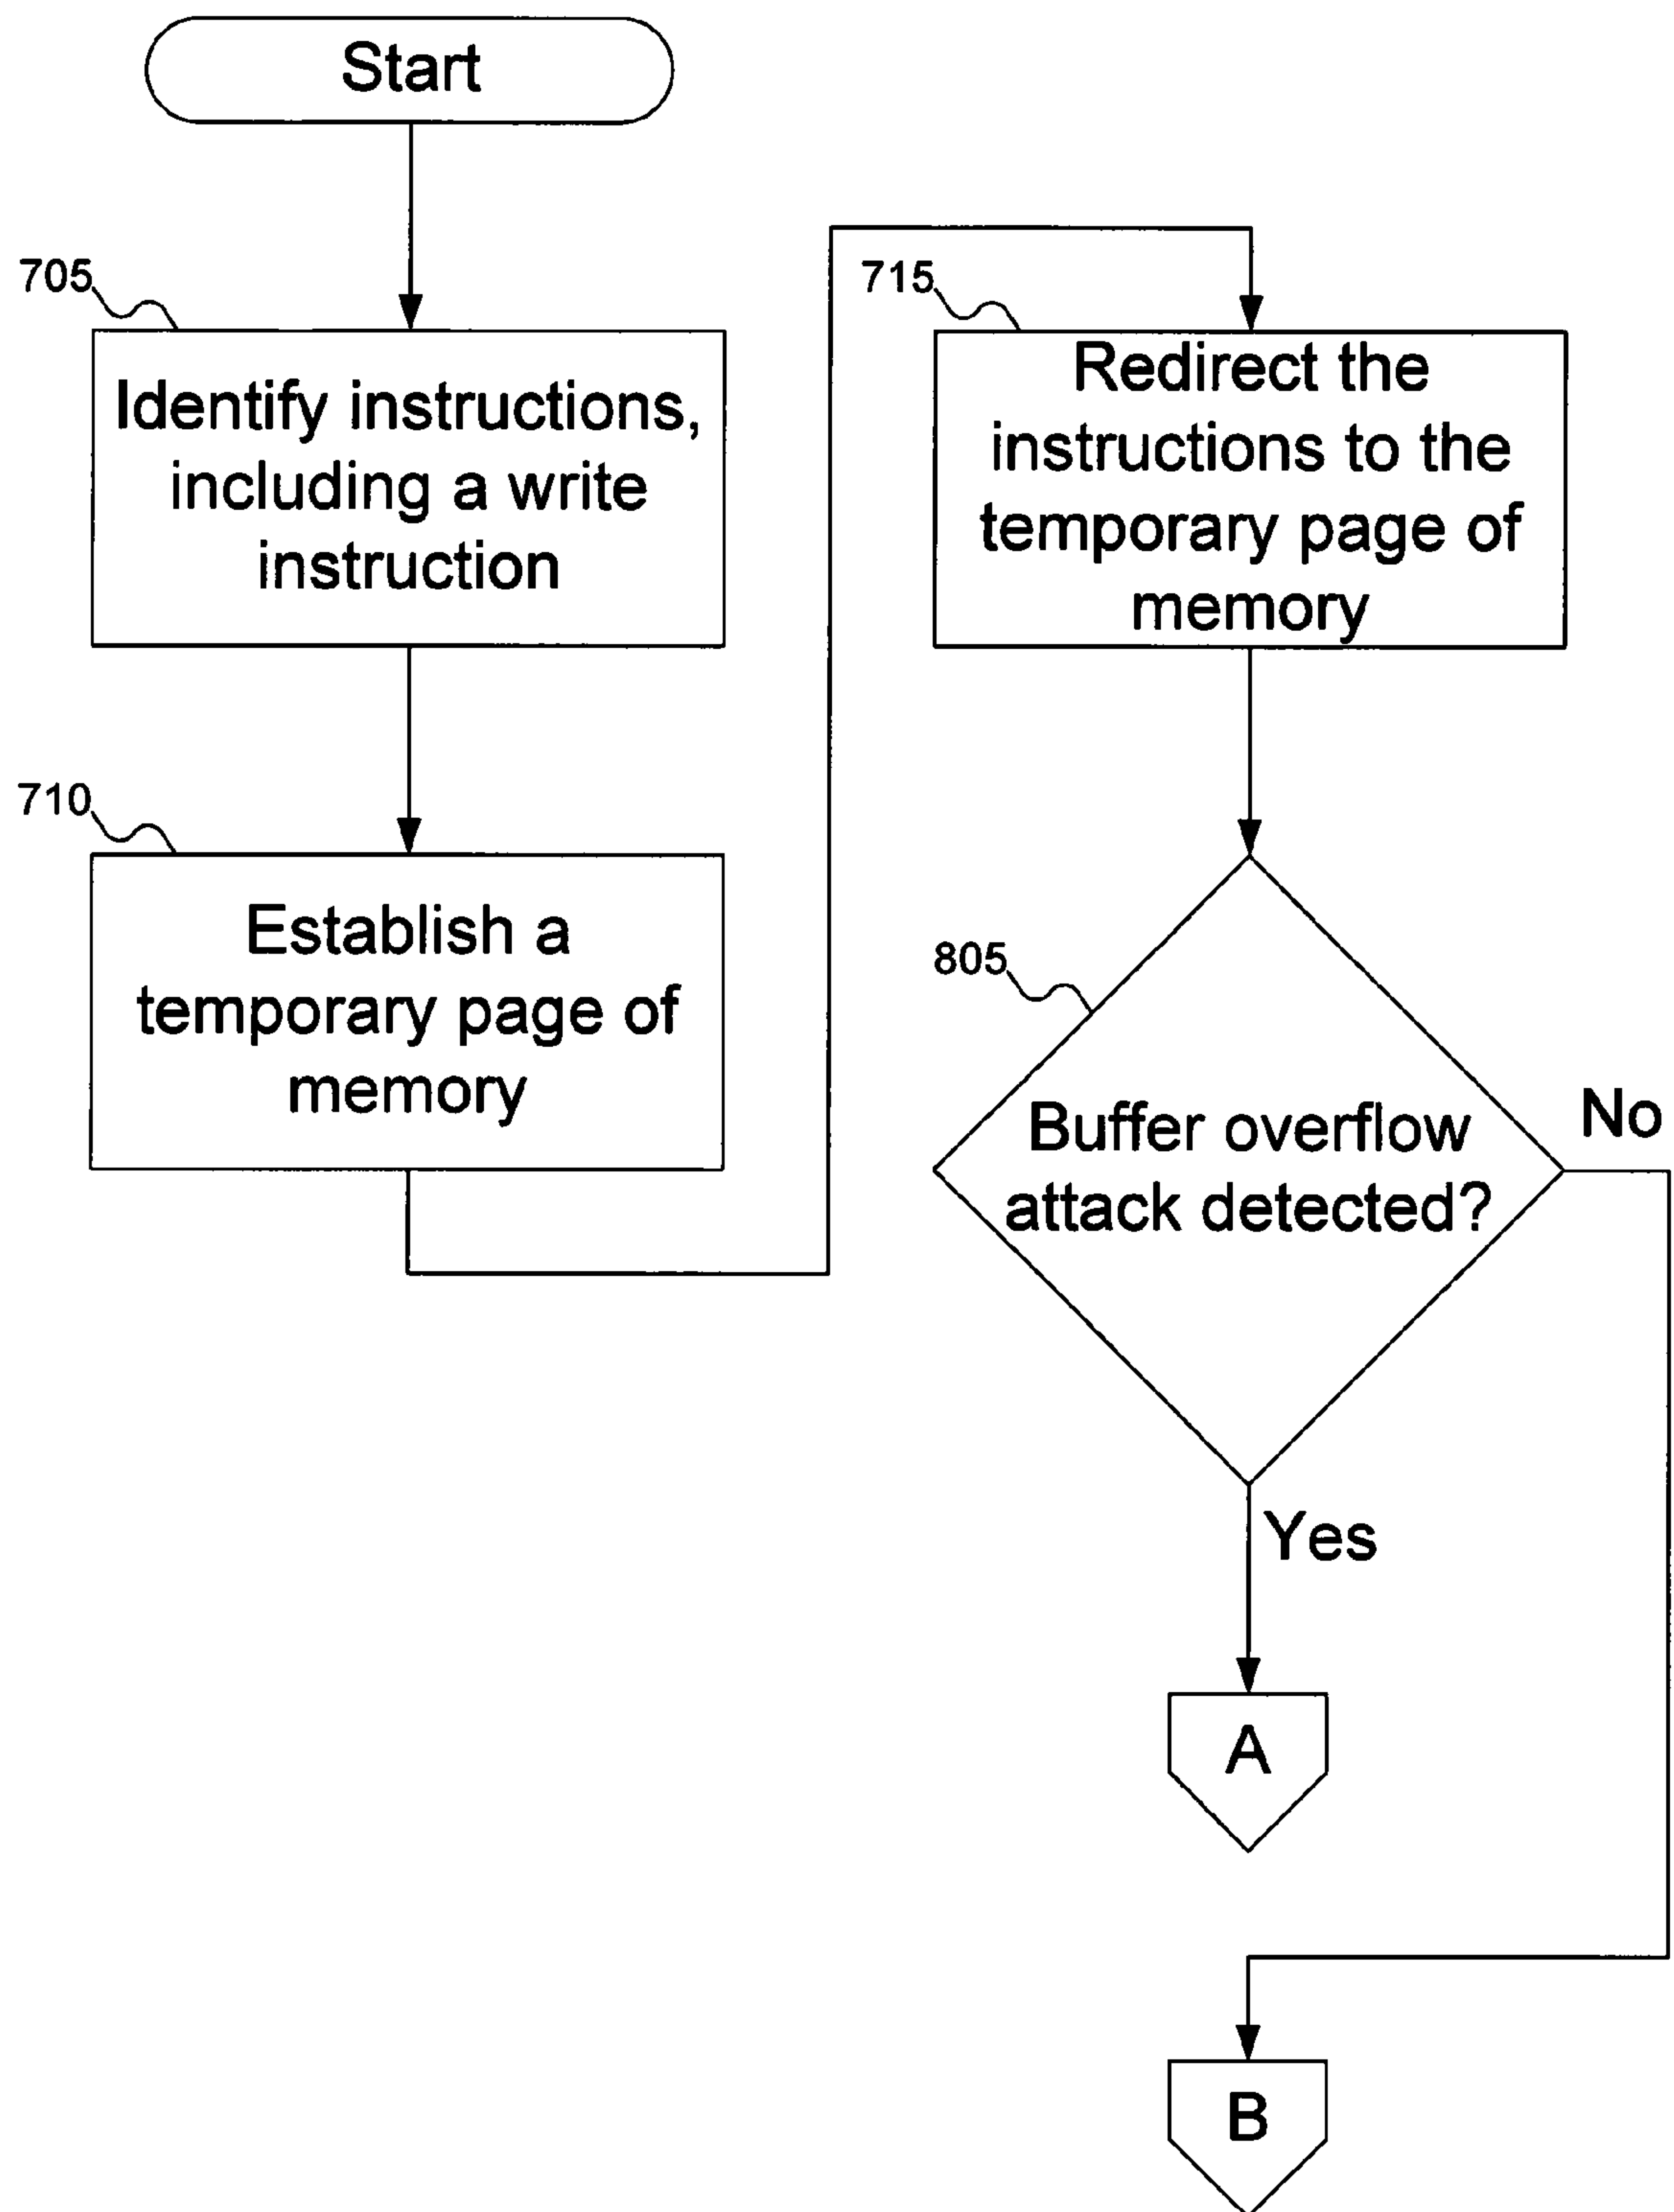 Start
705
Identify instructions,
including a write
instruction
710
Establish a
temporary page of
memory
715
Redirect the
instructions to the
temporary page of
memory
805
Buffer overflow
attack detected?
No
Yes
A
B